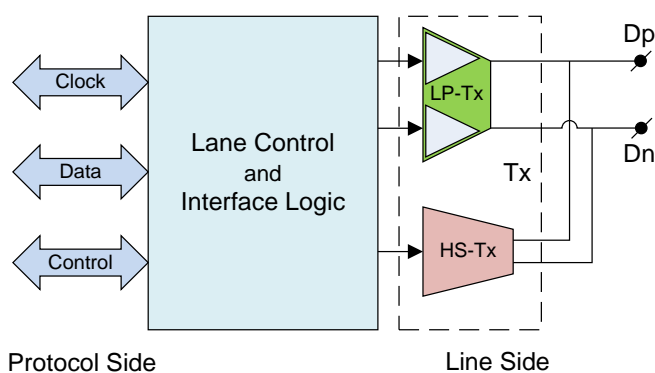 Dp
Clock
LP-Tx
Lane Control
and
Interface Logic
Data
Dn
Tx
HS-Tx
Control
Protocol Side
Line Side